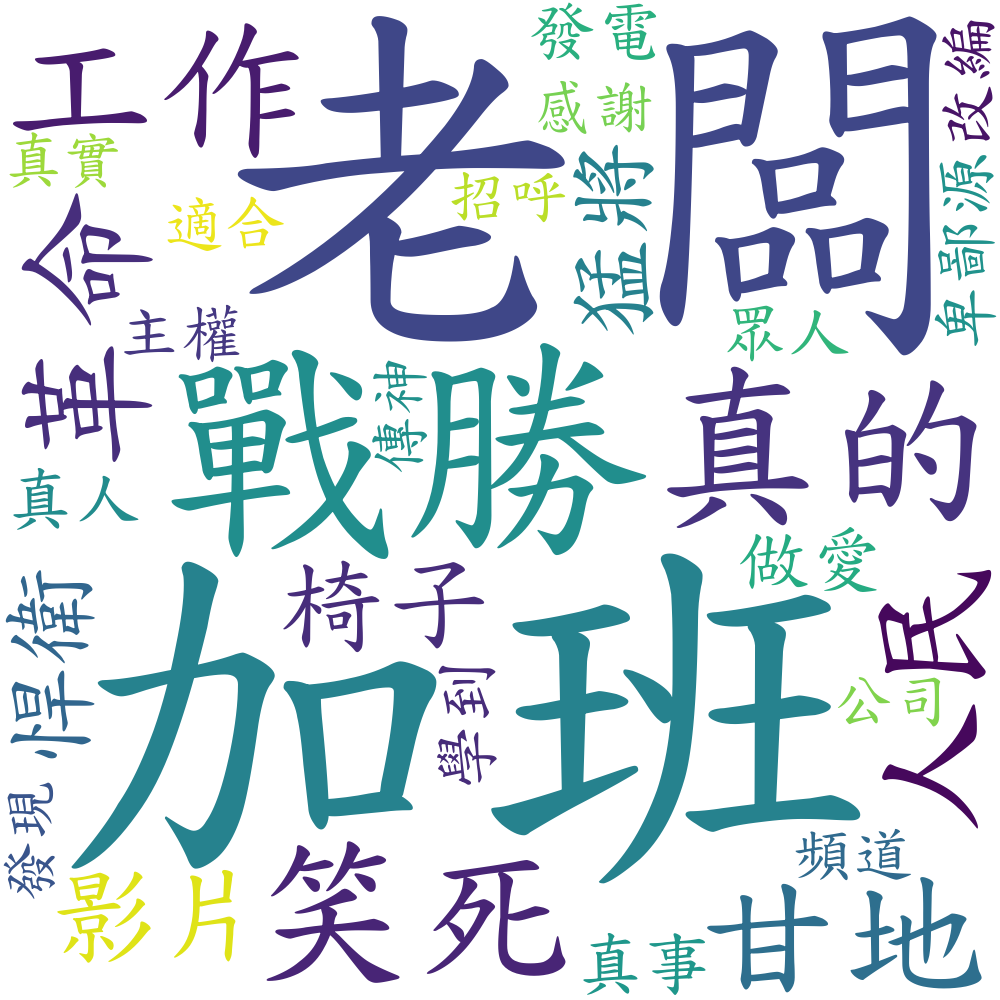 發電
工作
老闆
改編
感謝
真實
猛將
招呼
適合
卑鄙源
革命
主權
眾人
戰勝
傳神
真的
真人
做愛
椅子
加班
悍衛
人民
學到
公司
發現
頻道
影片
笑死
甘地
真事